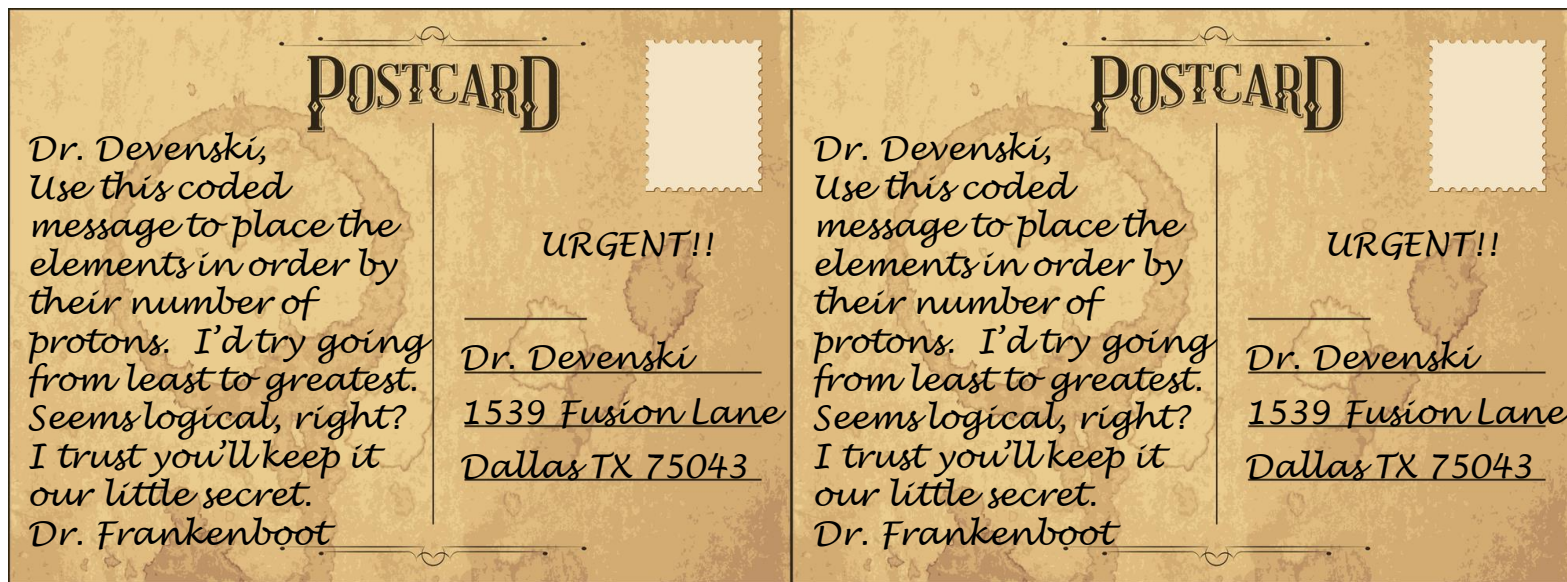 POSTCARD
Dr. Devenski,
Use this coded
message to place the
elements in order by
their number of
protons.  I'd try going
from least to greatest.
Seems logical, right?
I trust you'll keep it
our little secret.
Dr. Frankenboot
URGENT!!
Dr. Devenski
1539 Fusion Lane
Dallas TX 75043
POSTCARD
Dr. Devenski,
Use this coded
message to place the
elements in order by
their number of
protons.  I'd try going
from least to greatest.
Seems logical, right?
I trust you'll keep it
our little secret.
Dr. Frankenboot
URGENT!!
Dr. Devenski
1539 Fusion Lane
Dallas TX 75043